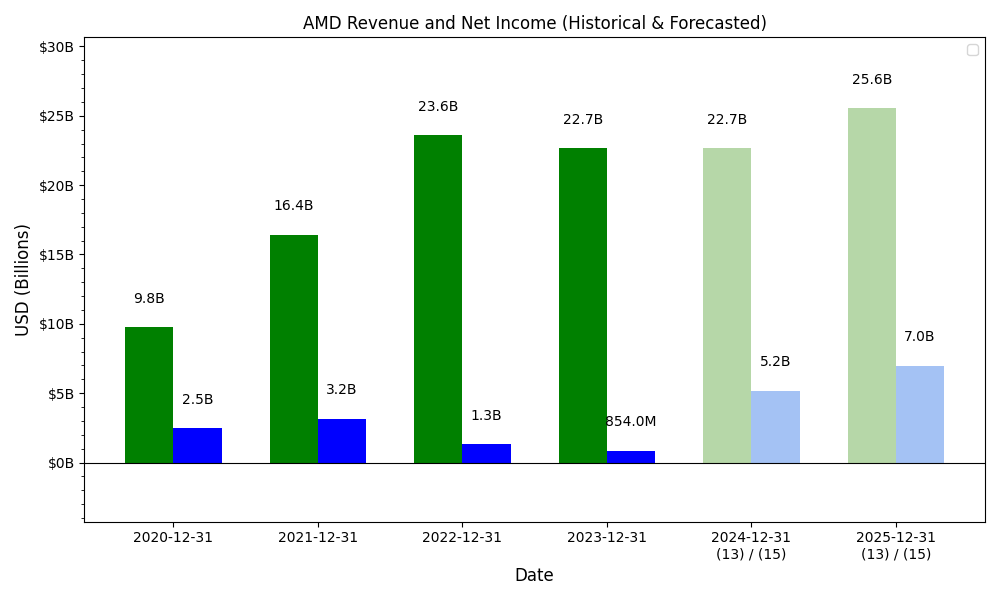 AMD Revenue and Net Income (Historical & Forecasted)
$30B
$25B
$20B
$15B
$10B
$5B
$0B
USD (Billions)
9.8B
2.5B
16.4B
3.2B
23.6B
1.3B
22.7B
854.0M
22.7B
5.2B
25.6B
7.0B
2020-12-31
2021-12-31
2022-12-31
2023-12-31
2024-12-31
(13) / (15)
2025-12-31
(13) / (15)
Date